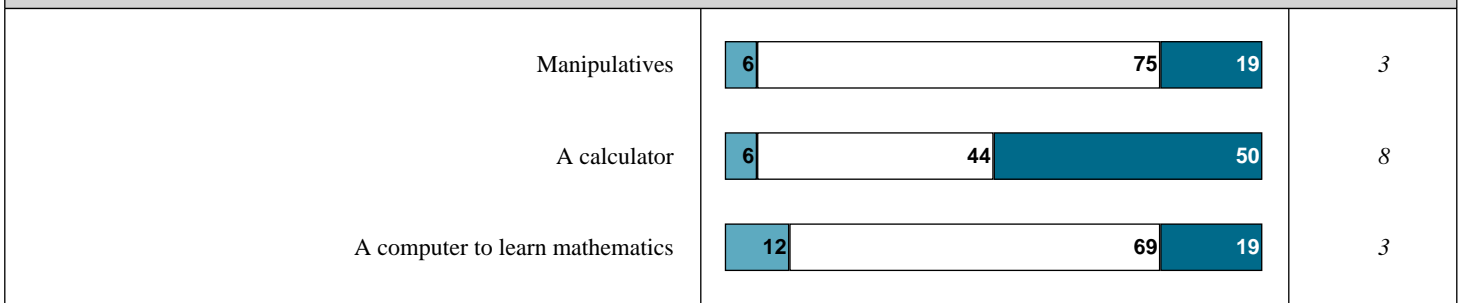 Manipulatives 6 75 19 3
A calculator 6 44 50 8
A computer to learn mathematics 12 69 19 3